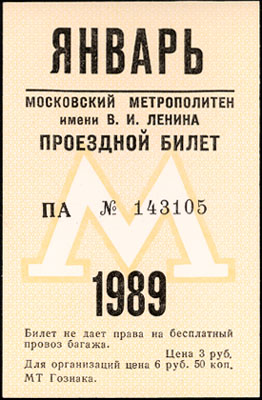 ЯНВАРЬ
МОСКОВСКИЙ МЕТРОПОЛИТЕН
имени В. И. ЛЕНИНА
ПРОЕЗДНОЙ БИЛЕТ
ПА № 143105
М
1989
Билет не дает права на бесплатный
провоз багажа.
Цена 3 руб.
Для организаций цена 6 руб. 50 коп.
МТ Гознака.